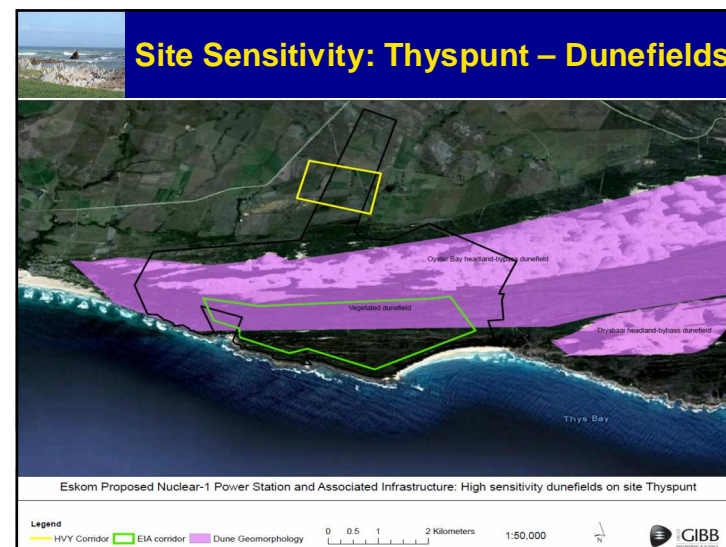 Site Sensitivity: Thyspunt – Dunefields
Oyster Bay headland-bypass dunefield
Vegetated dunefield
Thysbaai headland-bypass dunefield
Thys Bay
Eskom Proposed Nuclear-1 Power Station and Associated Infrastructure: High sensitivity dunefields on site Thyspunt
Legend
HVY Corridor EIA corridor Dune Geomorphology
0 0.5 1 2 Kilometers
1:50,000
N
GIBB